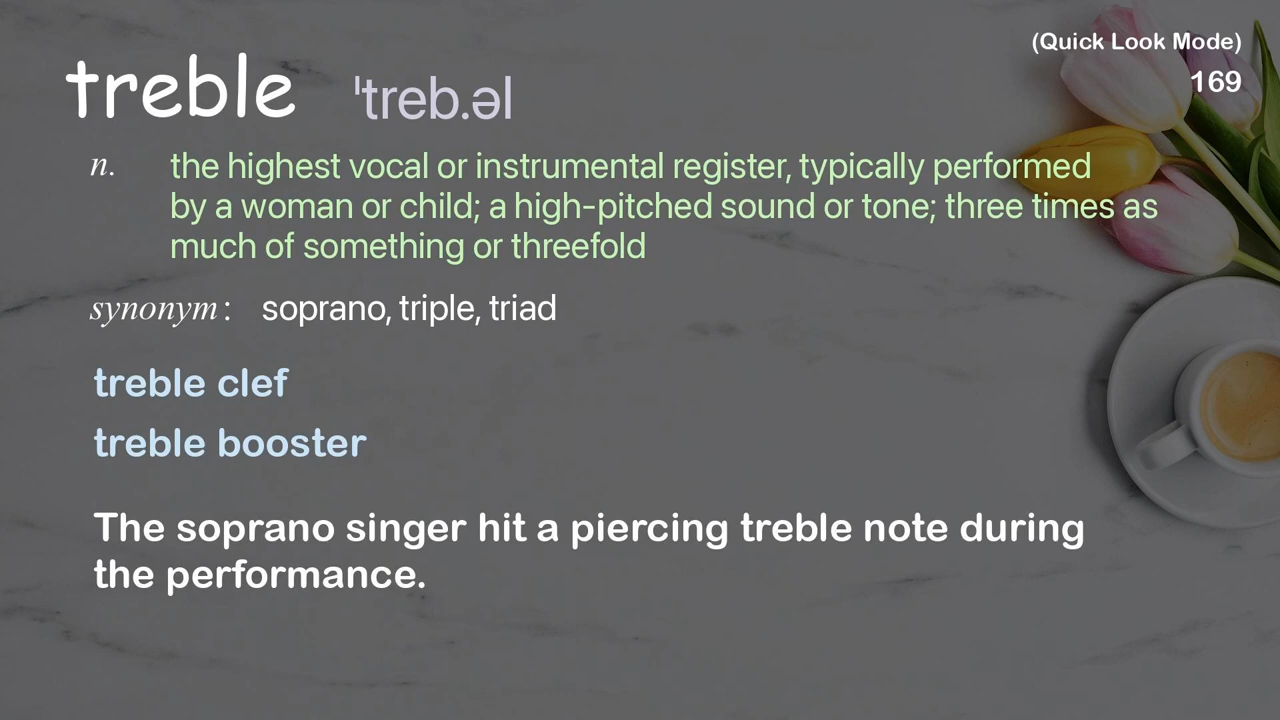 (Quick Look Mode)
169
treble ˈtreb.əl
n. the highest vocal or instrumental register, typically performed
by a woman or child; a high-pitched sound or tone; three times as
much of something or threefold
synonym: soprano, triple, triad
treble clef
treble booster
The soprano singer hit a piercing treble note during
the performance.